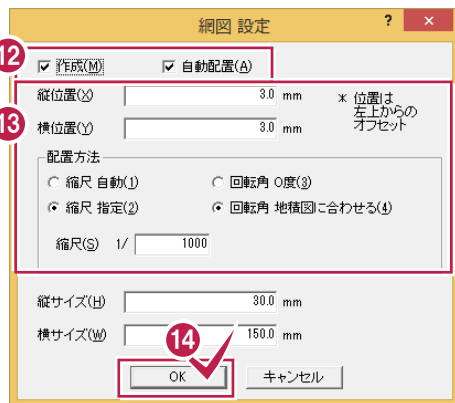 網図 設定 ? ×
12 作成(M) 自動配置(A)
13
縦位置(X) 3.0 mm ＊ 位置は
左上からの
オフセット
横位置(Y) 3.0 mm
配置方法
縮尺 自動(1) 回転角 0度(3)
縮尺 指定(2) 回転角 地積図に合わせる(4)
縮尺(S) 1/ 1000
縦サイズ(H) 30.0 mm
横サイズ(W) 150.0 mm
14
OK キャンセル